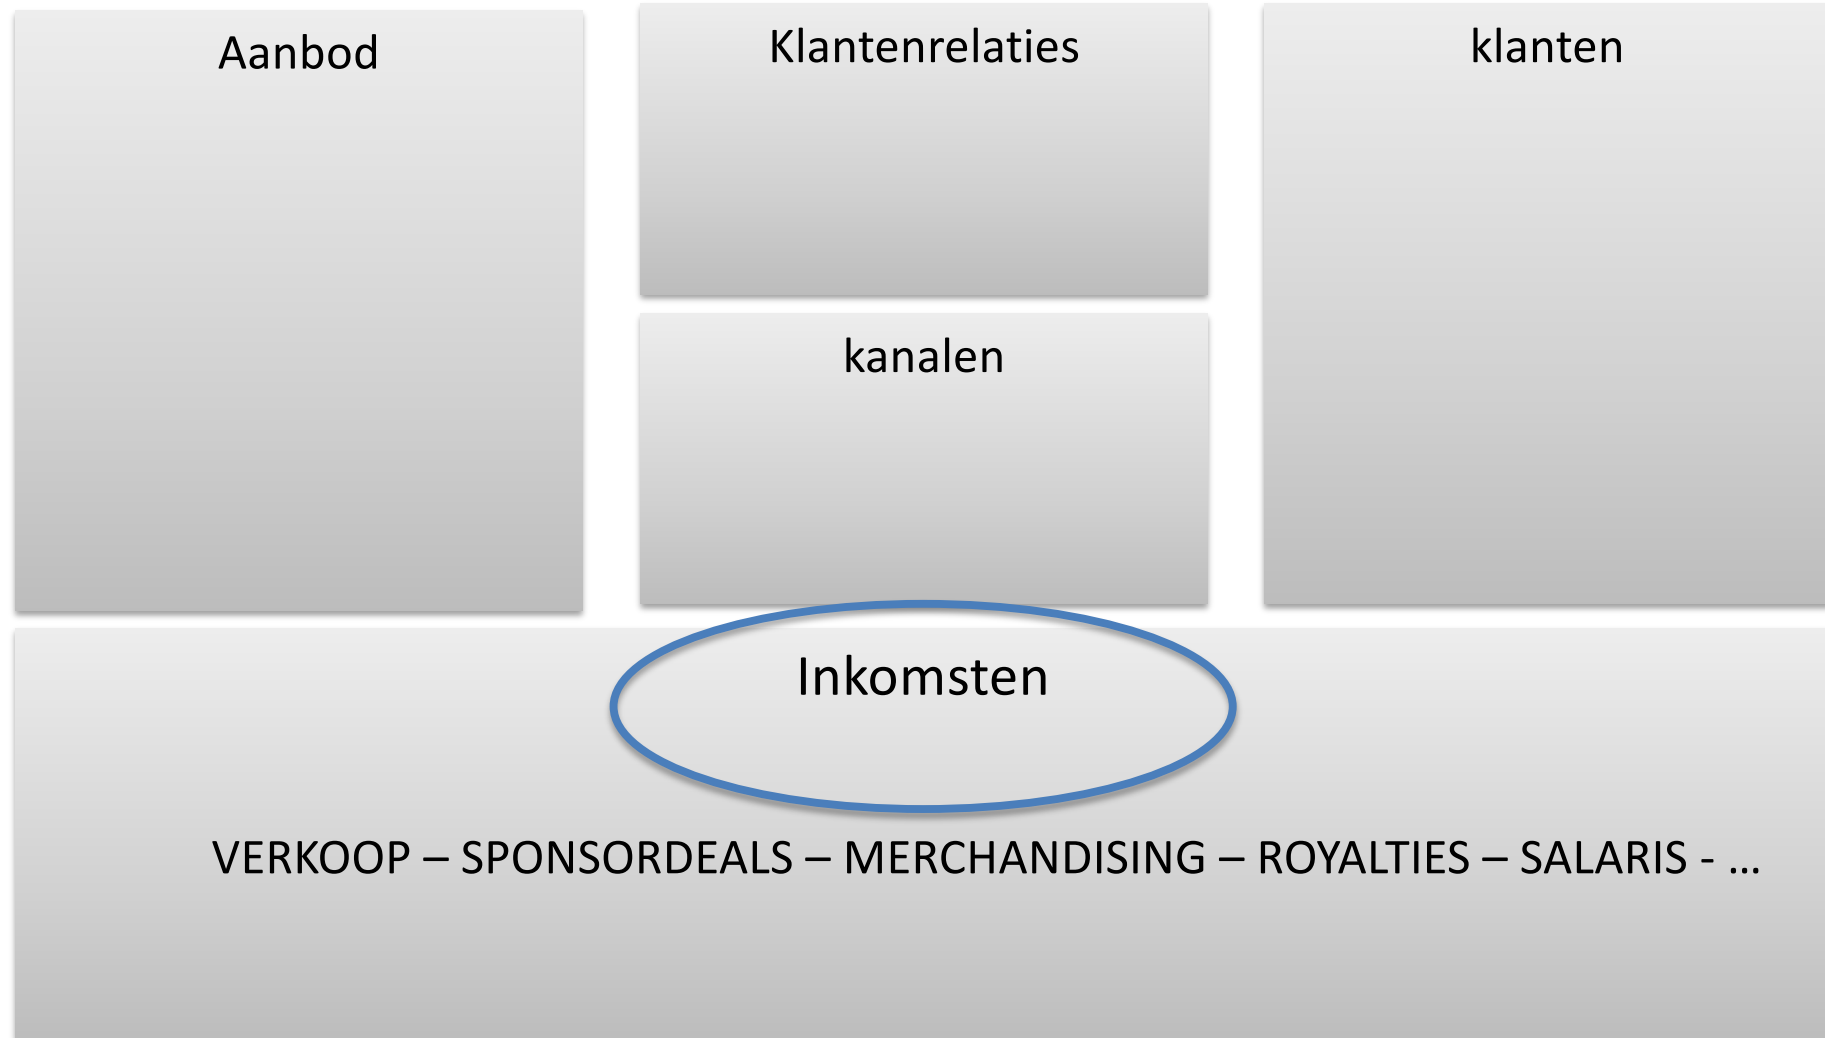 Aanbod
Klantenrelaties
klanten
kanalen
Inkomsten
VERKOOP – SPONSORDEALS – MERCHANDISING – ROYALTIES – SALARIS - ...